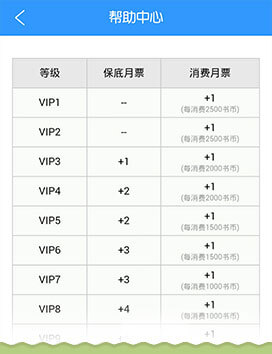 帮助中心
等级 保底月票 消费月票
VIP1 -- +1
(每消费2500书币)
VIP2 -- +1
(每消费2500书币)
VIP3 +1 +1
(每消费2000书币)
VIP4 +2 +1
(每消费2000书币)
VIP5 +2 +1
(每消费1500书币)
VIP6 +3 +1
(每消费1500书币)
VIP7 +3 +1
(每消费1000书币)
VIP8 +4 +1
(每消费1000书币)